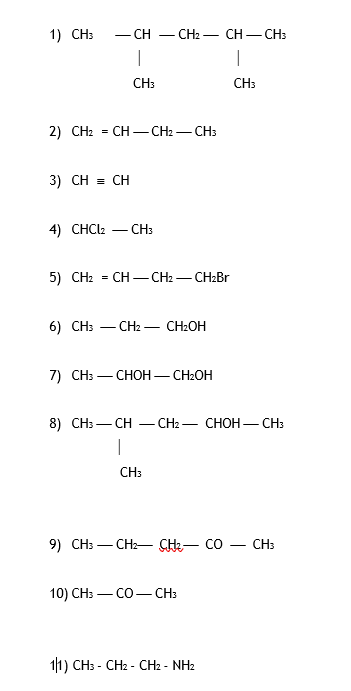 1) CH₃ — CH — CH₂ — CH — CH₃
| |
CH₃ CH₃
2) CH₂ = CH — CH₂ — CH₃
3) CH ≡ CH
4) CHCl₂ — CH₃
5) CH₂ = CH — CH₂ — CH₂Br
6) CH₃ — CH₂ — CH₂OH
7) CH₃ — CHOH — CH₂OH
8) CH₃ — CH — CH₂ — CHOH — CH₃
|
CH₃
9) CH₃ — CH₂ — CH₂ — CO — CH₃
10) CH₃ — CO — CH₃
11) CH₃ - CH₂ - CH₂ - NH₂